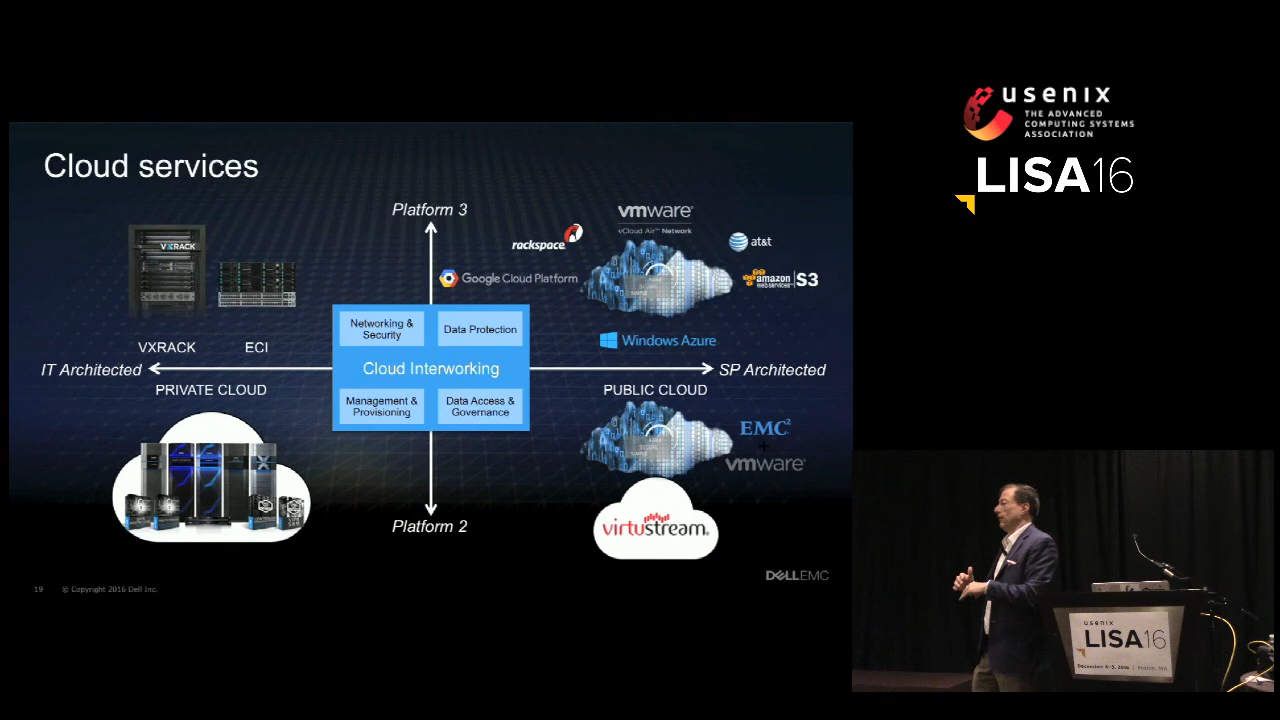 Cloud services
Platform 3
vmware®
vCloud Air™ Network
rackspace
at&t
Google Cloud Platform
amazon
web services™
S3
VXRACK
Networking &
Security
Data Protection
Windows Azure
VXRACK
ECI
IT Architected
Cloud Interworking
SP Architected
PRIVATE CLOUD
PUBLIC CLOUD
Management &
Provisioning
Data Access &
Governance
EMC²
+
vmware®
Platform 2
virtustream®
19
© Copyright 2016 Dell Inc.
DELLEMC
usenix
THE ADVANCED
COMPUTING SYSTEMS
ASSOCIATION
LISA16
usenix
LISA16